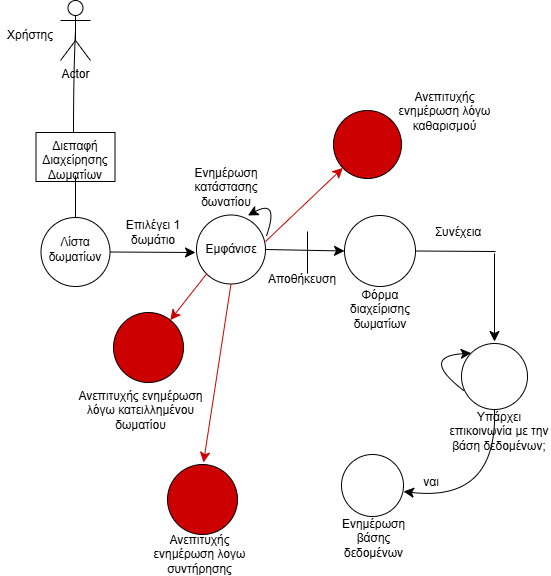 Χρήστης
Actor
Διεπαφή
Διαχείρησης
Δωματίων
Λίστα
δωματίων
Επιλέγει 1
δωμάτιο
Ενημέρωση
κατάστασης
δωνατίου
Εμφάνισε
Ανεπιτυχής
ενημέρωση λόγω
καθαρισμού
Αποθήκευση
Φόρμα
διαχείρισης
δωματίων
Συνέχεια
Ανεπιτυχής ενημέρωση
λόγω κατειλλημένου
δωματίου
Υπάρχει
επικοινωνία με την
βάση δεδομένων;
ναι
Ενημέρωση
βάσης
δεδομένων
Ανεπιτυχής
ενημέρωση λογω
συντήρησης